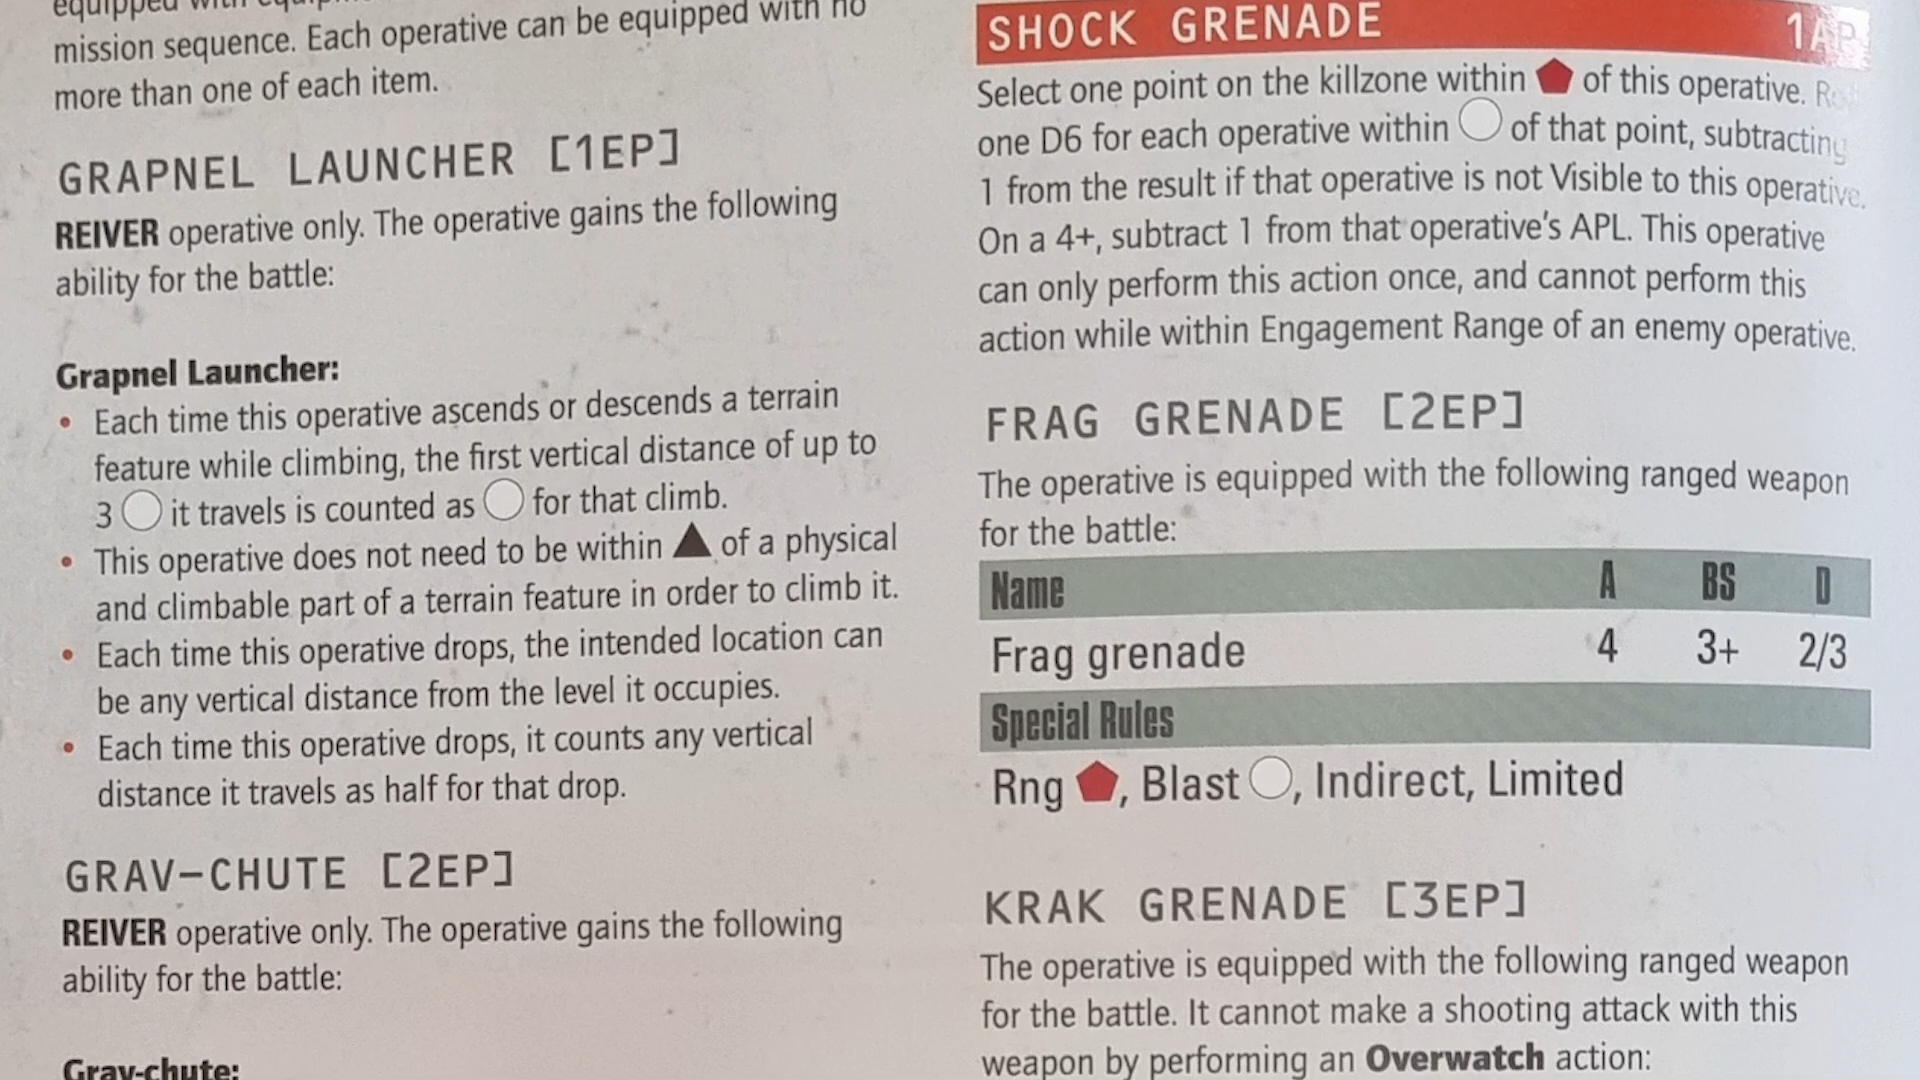 equipped with
mission sequence. Each operative can be equipped with no
more than one of each item.
GRAPNEL LAUNCHER [1EP]
REIVER operative only. The operative gains the following
ability for the battle:
Grapnel Launcher:
• Each time this operative ascends or descends a terrain
feature while climbing, the first vertical distance of up to
3 ○ it travels is counted as ○ for that climb.
• This operative does not need to be within ▲ of a physical
and climbable part of a terrain feature in order to climb it.
• Each time this operative drops, the intended location can
be any vertical distance from the level it occupies.
• Each time this operative drops, it counts any vertical
distance it travels as half for that drop.
GRAV-CHUTE [2EP]
REIVER operative only. The operative gains the following
ability for the battle:
Grav-chute:
SHOCK GRENADE 1AP
Select one point on the killzone within ⬟ of this operative.
one D6 for each operative within ○ of that point, subtracting
1 from the result if that operative is not Visible to this operative.
On a 4+, subtract 1 from that operative's APL. This operative
can only perform this action once, and cannot perform this
action while within Engagement Range of an enemy operative.
FRAG GRENADE [2EP]
The operative is equipped with the following ranged weapon
for the battle:
Name A BS D
Frag grenade 4 3+ 2/3
Special Rules
Rng ⬟, Blast ○, Indirect, Limited
KRAK GRENADE [3EP]
The operative is equipped with the following ranged weapon
for the battle. It cannot make a shooting attack with this
weapon by performing an Overwatch action: